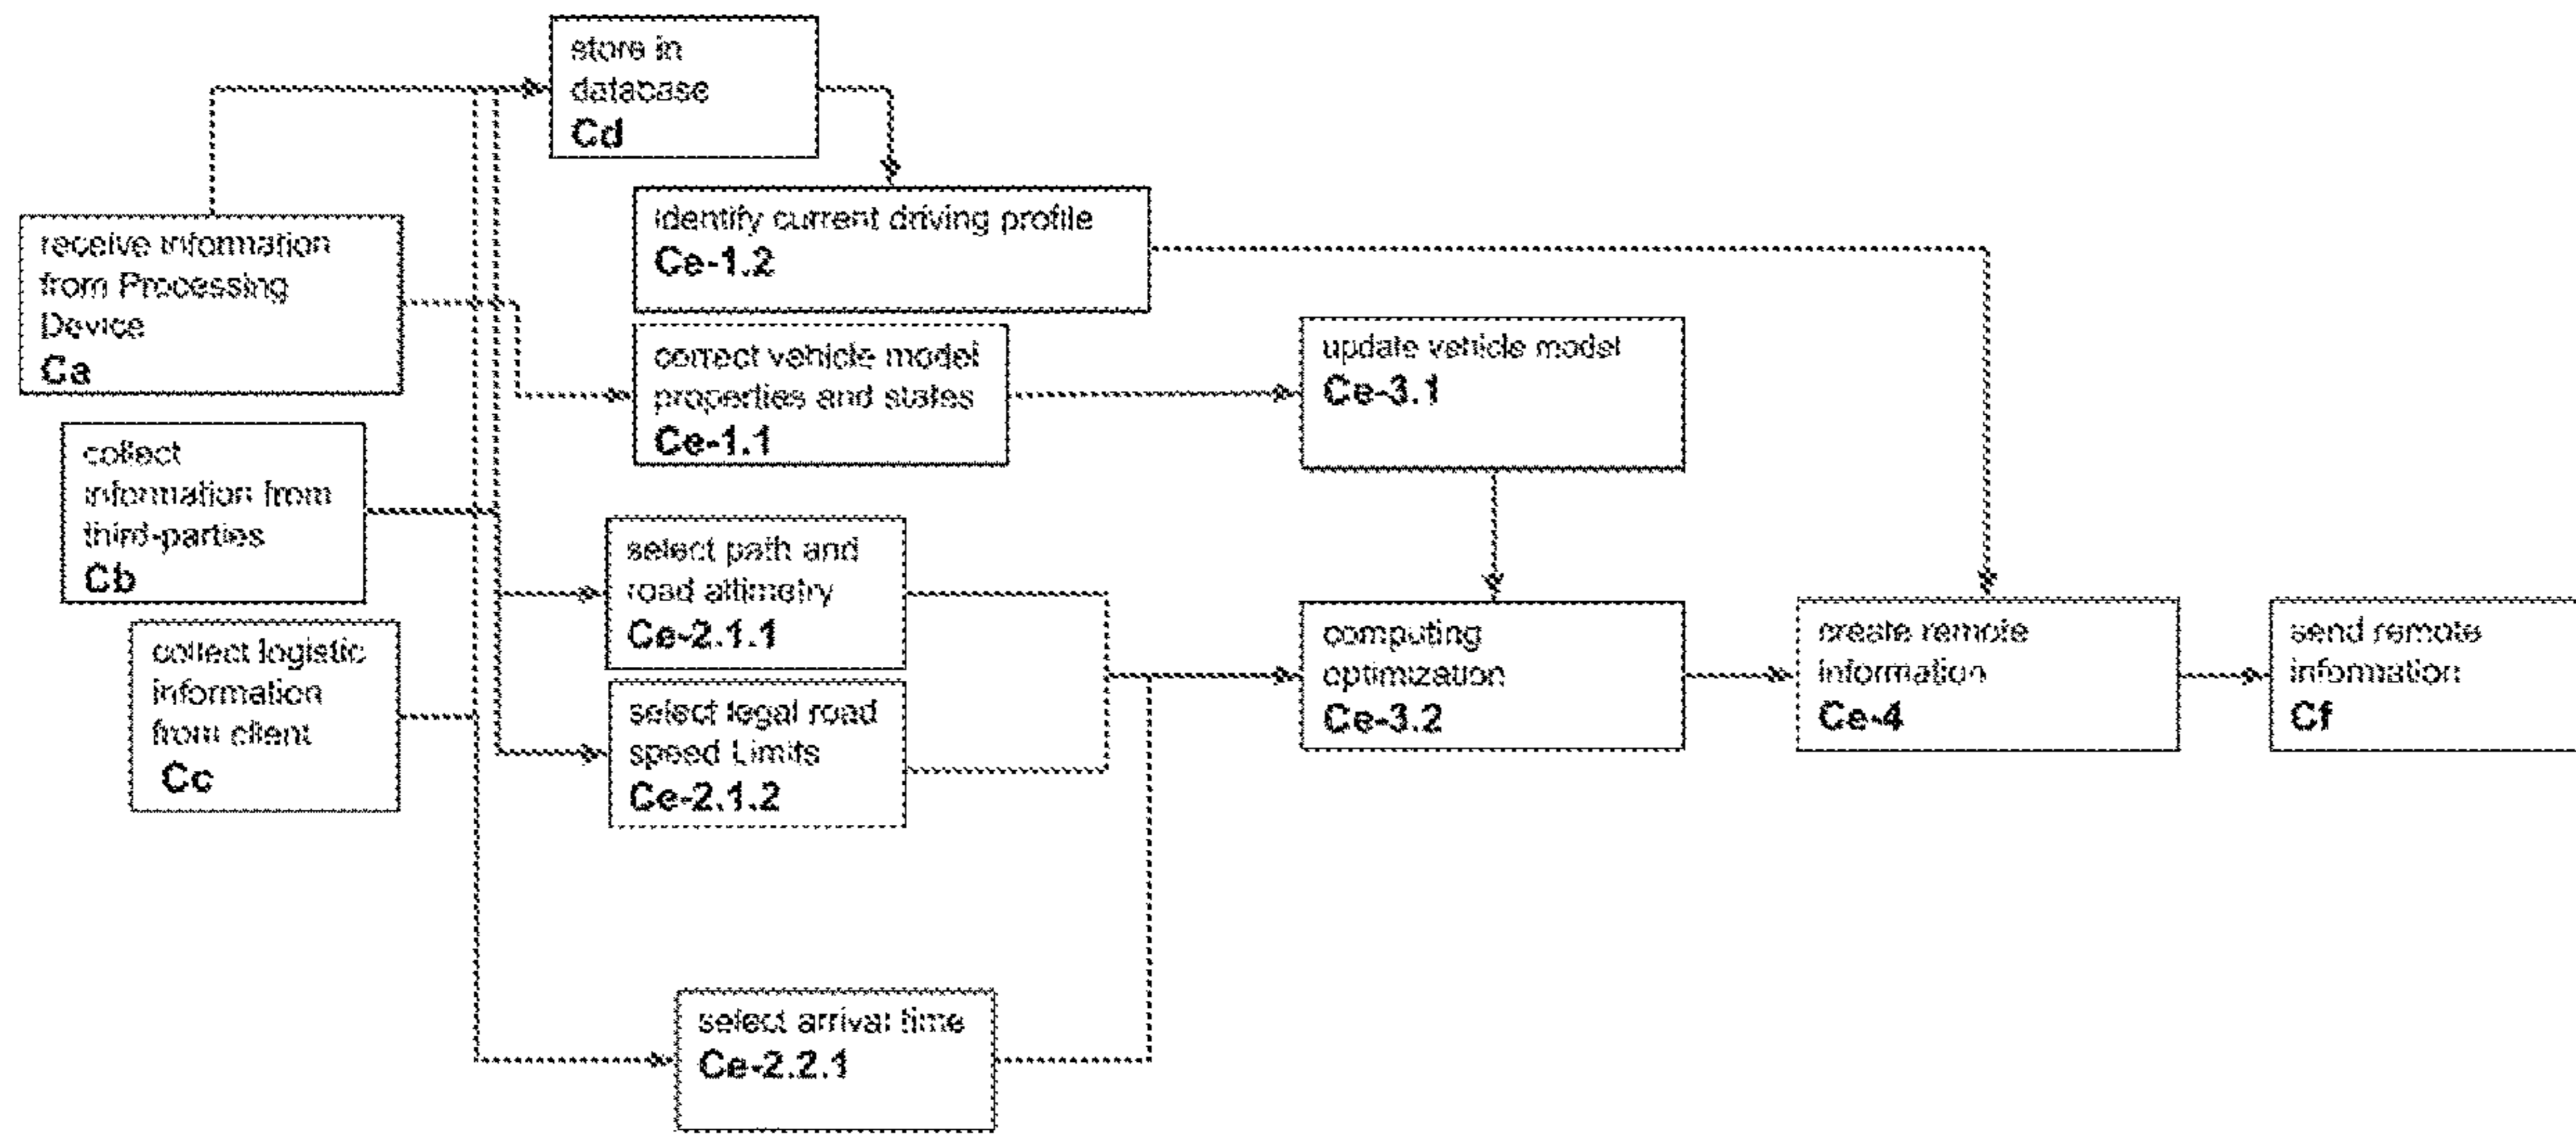 store in
database
Cd
identify current driving profile
Ce-1.2
receive information
from Processing
Device
Ca
correct vehicle model
properties and states
Ce-1.1
update vehicle model
Ce-3.1
collect
information from
third-parties
Cb
select path and
road altimetry
Ce-2.1.1
collect logistic
information
from client
Cc
select legal road
speed Limits
Ce-2.1.2
computing
optimization
Ce-3.2
create remote
information
Ce-4
send remote
information
Cf
select arrival time
Ce-2.2.1